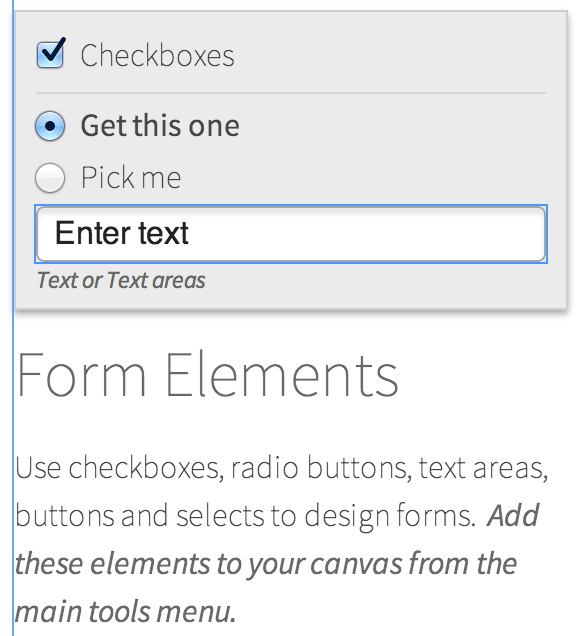 Checkboxes
Get this one
Pick me
Enter text
Text or Text areas
Form Elements
Use checkboxes, radio buttons, text areas,
buttons and selects to design forms. Add
these elements to your canvas from the
main tools menu.